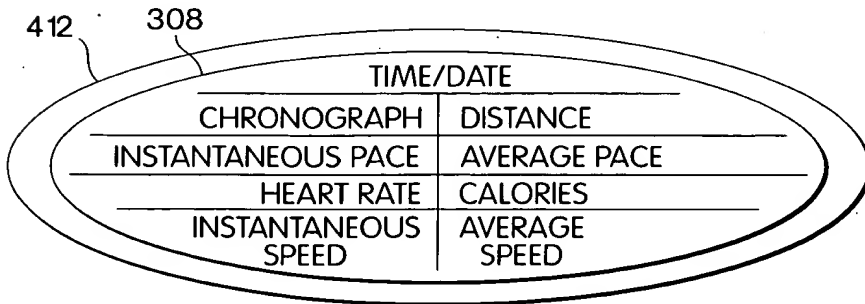 412
308
TIME/DATE
CHRONOGRAPH DISTANCE
INSTANTANEOUS PACE AVERAGE PACE
HEART RATE CALORIES
INSTANTANEOUS AVERAGE
SPEED SPEED